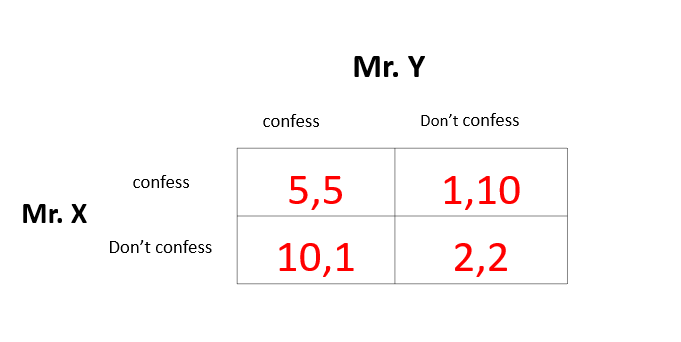 Mr. Y
confess Don’t confess
confess 5,5 1,10
Mr. X
Don’t confess 10,1 2,2